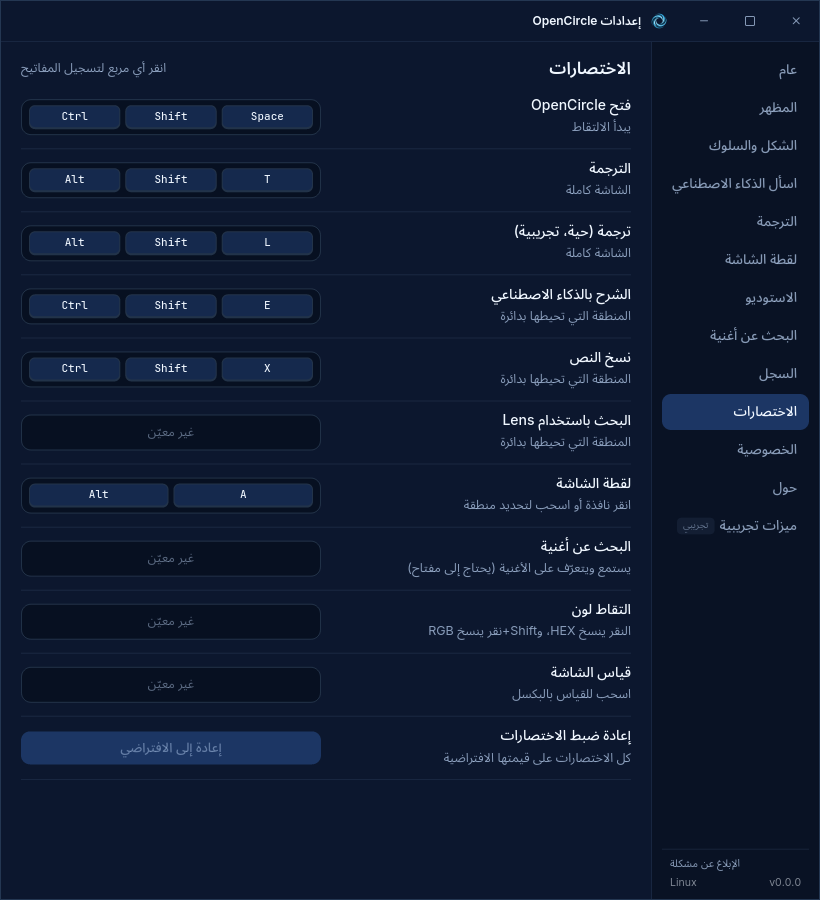 إعدادات OpenCircle
عام
المظهر
الشكل والسلوك
اسأل الذكاء الاصطناعي
الترجمة
لقطة الشاشة
الاستوديو
البحث عن أغنية
السجل
الاختصارات
الخصوصية
حول
ميزات تجريبية تجريبي
الإبلاغ عن مشكلة
Linux v0.0.0
الاختصارات
انقر أي مربع لتسجيل المفاتيح
فتح OpenCircle
يبدأ الالتقاط
Ctrl Shift Space
الترجمة
الشاشة كاملة
Alt Shift T
ترجمة (حية، تجريبية)
الشاشة كاملة
Alt Shift L
الشرح بالذكاء الاصطناعي
المنطقة التي تحيطها بدائرة
Ctrl Shift E
نسخ النص
المنطقة التي تحيطها بدائرة
Ctrl Shift X
البحث باستخدام Lens
المنطقة التي تحيطها بدائرة
غير معيّن
لقطة الشاشة
انقر نافذة أو اسحب لتحديد منطقة
Alt A
البحث عن أغنية
يستمع ويتعرّف على الأغنية (يحتاج إلى مفتاح)
غير معيّن
التقاط لون
النقر ينسخ HEX، وShift+نقر ينسخ RGB
غير معيّن
قياس الشاشة
اسحب للقياس بالبكسل
غير معيّن
إعادة ضبط الاختصارات
كل الاختصارات على قيمتها الافتراضية
إعادة إلى الافتراضي